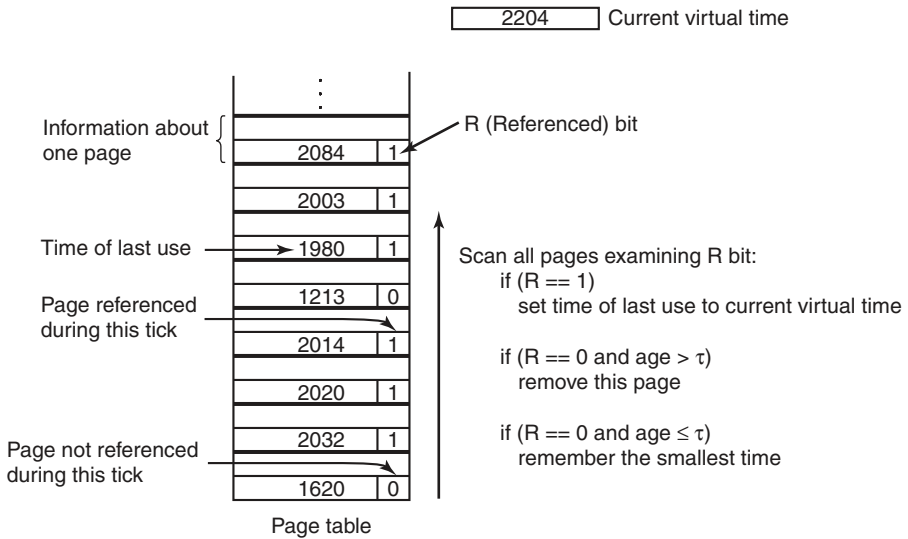 2204 Current virtual time
Information about
one page
R (Referenced) bit
2084 1
2003 1
Time of last use
1980 1
1213 0
Page referenced
during this tick
2014 1
2020 1
2032 1
Page not referenced
during this tick
1620 0
Page table
Scan all pages examining R bit:
if (R == 1)
set time of last use to current virtual time
if (R == 0 and age > τ)
remove this page
if (R == 0 and age ≤ τ)
remember the smallest time